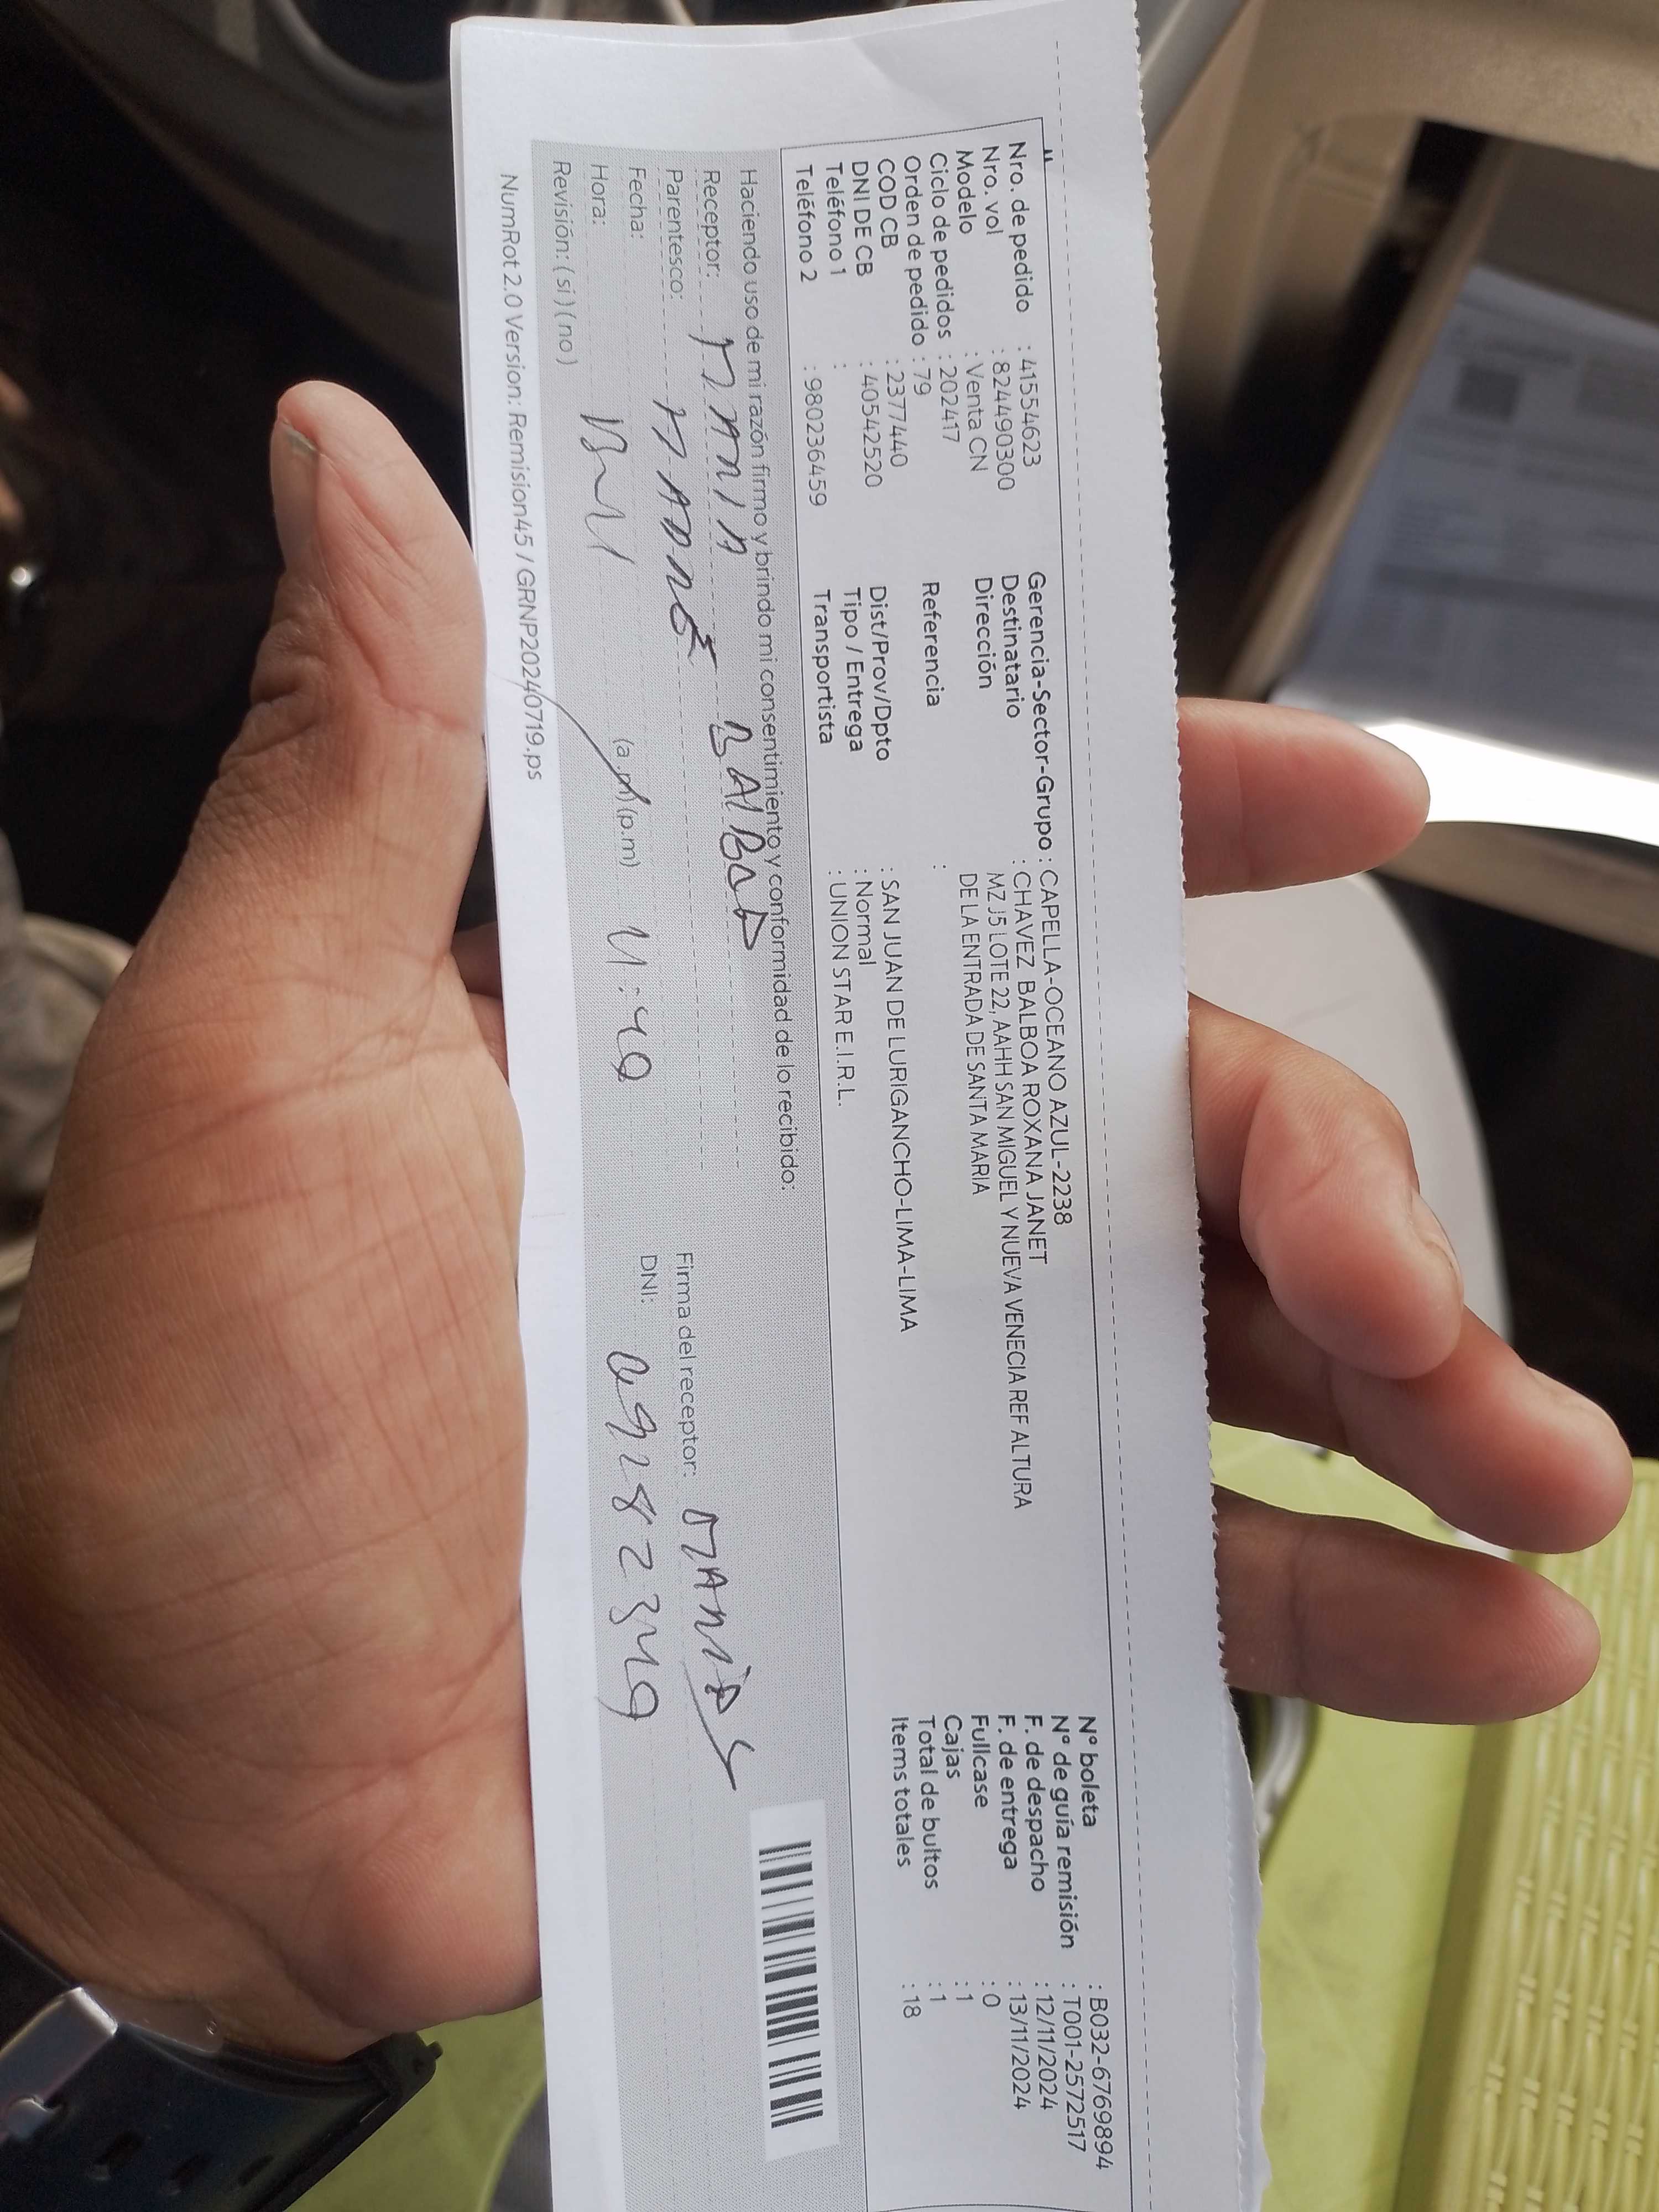 Nro. de pedido : 41554623
Nro. vol : 824490300
Modelo : Venta CN
Ciclo de pedidos : 202417
Orden de pedido : 79
COD CB : 2377440
DNI DE CB : 40542520
Teléfono 1 :
Teléfono 2 : 980236459
Gerencia-Sector-Grupo : CAPELLA-OCEANO AZUL-2238
Destinatario : CHAVEZ BALBOA ROXANA JANET
Dirección : MZ J5 LOTE 22, AAHH SAN MIGUEL Y NUEVA VENECIA REF ALTURA
DE LA ENTRADA DE SANTA MARIA
Referencia :
Dist/Prov/Dpto : SAN JUAN DE LURIGANCHO-LIMA-LIMA
Tipo / Entrega : Normal
Transportista : UNION STAR E.I.R.L.
N° boleta : B032-6769894
N° de guía remisión : T001-2572517
F. de despacho : 12/11/2024
F. de entrega : 13/11/2024
Fullcase : 0
Cajas : 1
Total de bultos : 1
Items totales : 18
Haciendo uso de mi razón firmo y brindo mi consentimiento y conformidad de lo recibido:
Receptor:
Parentesco: MADRE
Fecha:
Hora: (a.m) (p.m)
Revisión: (si) (no)
Firma del receptor:
DNI:
NumRot 2.0 Version: Remision45 / GRNP20240719.ps